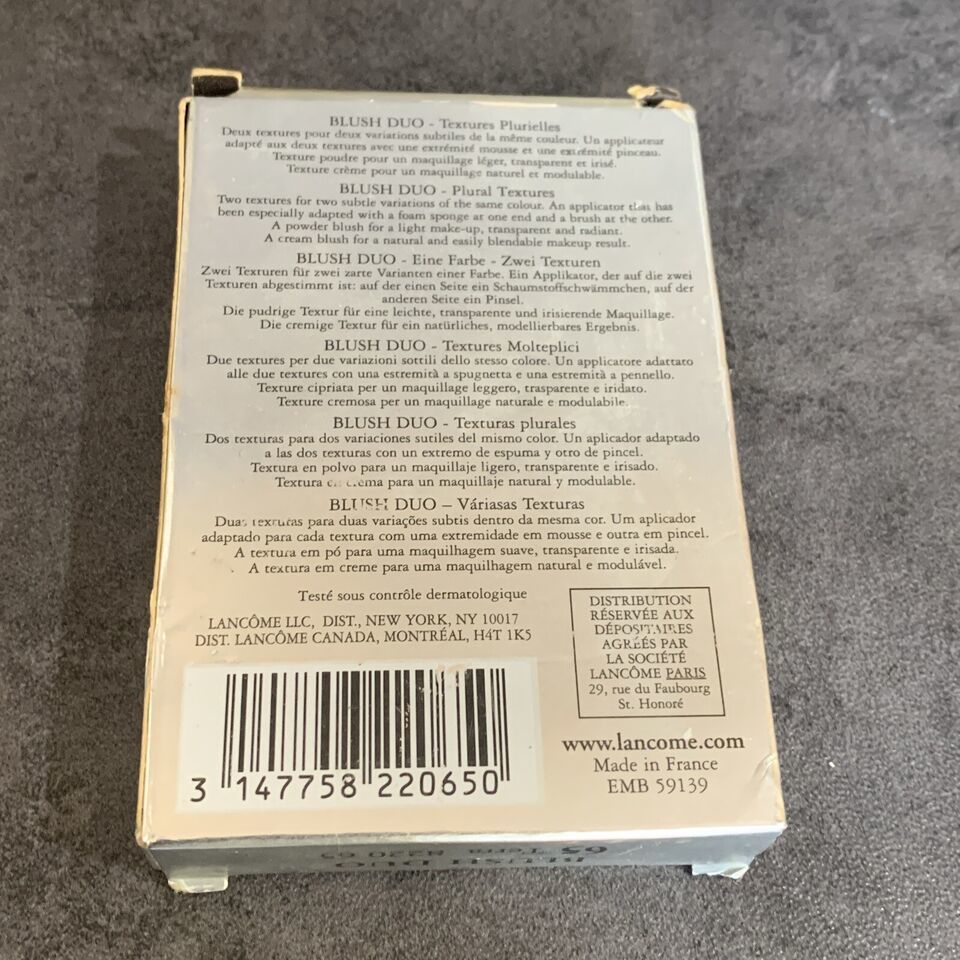 BLUSH DUO - Textures Plurielles
Deux textures pour deux variations subtiles de la même couleur. Un applicateur
adapté aux deux textures avec une extrémité mousse et une extrémité pinceau.
Texture poudre pour un maquillage léger, transparent et irisé.
Texture crème pour un maquillage naturel et modulable.
BLUSH DUO - Plural Textures
Two textures for two subtle variations of the same colour. An applicator that has
been especially adapted with a foam sponge at one end and a brush at the other.
A powder blush for a light make-up, transparent and radiant.
A cream blush for a natural and easily blendable makeup result.
BLUSH DUO - Eine Farbe - Zwei Texturen
Zwei Texturen für zwei zarte Varianten einer Farbe. Ein Applikator, der auf die zwei
Texturen abgestimmt ist: auf der einen Seite ein Schaumstoffschwämmchen, auf der
anderen Seite ein Pinsel.
Die pudrige Textur für eine leichte, transparente und irisierende Maquillage.
Die cremige Textur für ein natürliches, modellierbares Ergebnis.
BLUSH DUO - Textures Molteplici
Due textures per due variazioni sottili dello stesso colore. Un applicatore adattato
alle due textures con una estremità a spugnetta e una estremità a pennello.
Texture cipriata per un maquillage leggero, trasparente e iridato.
Texture cremosa per un maquillage naturale e modulabile.
BLUSH DUO - Texturas plurales
Dos texturas para dos variaciones sutiles del mismo color. Un aplicador adaptado
a las dos texturas con un extremo de espuma y otro de pincel.
Textura en polvo para un maquillaje ligero, transparente e irisado.
Textura en crema para un maquillaje natural y modulable.
BLUSH DUO – Váriasas Texturas
Duas texturas para duas variações subtis dentro da mesma cor. Um aplicador
adaptado para cada textura com uma extremidade em mousse e outra em pincel.
A textura em pó para uma maquilhagem suave, transparente e irisada.
A textura em creme para uma maquilhagem natural e modulável.
Testé sous contrôle dermatologique
LANCÔME LLC, DIST., NEW YORK, NY 10017
DIST. LANCÔME CANADA, MONTRÉAL, H4T 1K5
DISTRIBUTION
RÉSERVÉE AUX
DÉPOSITAIRES
AGRÉÉS PAR
LA SOCIÉTÉ
LANCÔME PARIS
29, rue du Faubourg
St. Honoré
www.lancome.com
Made in France
EMB 59139
3 147758 220650
BLUSH DUO
65 Terra 8220 65